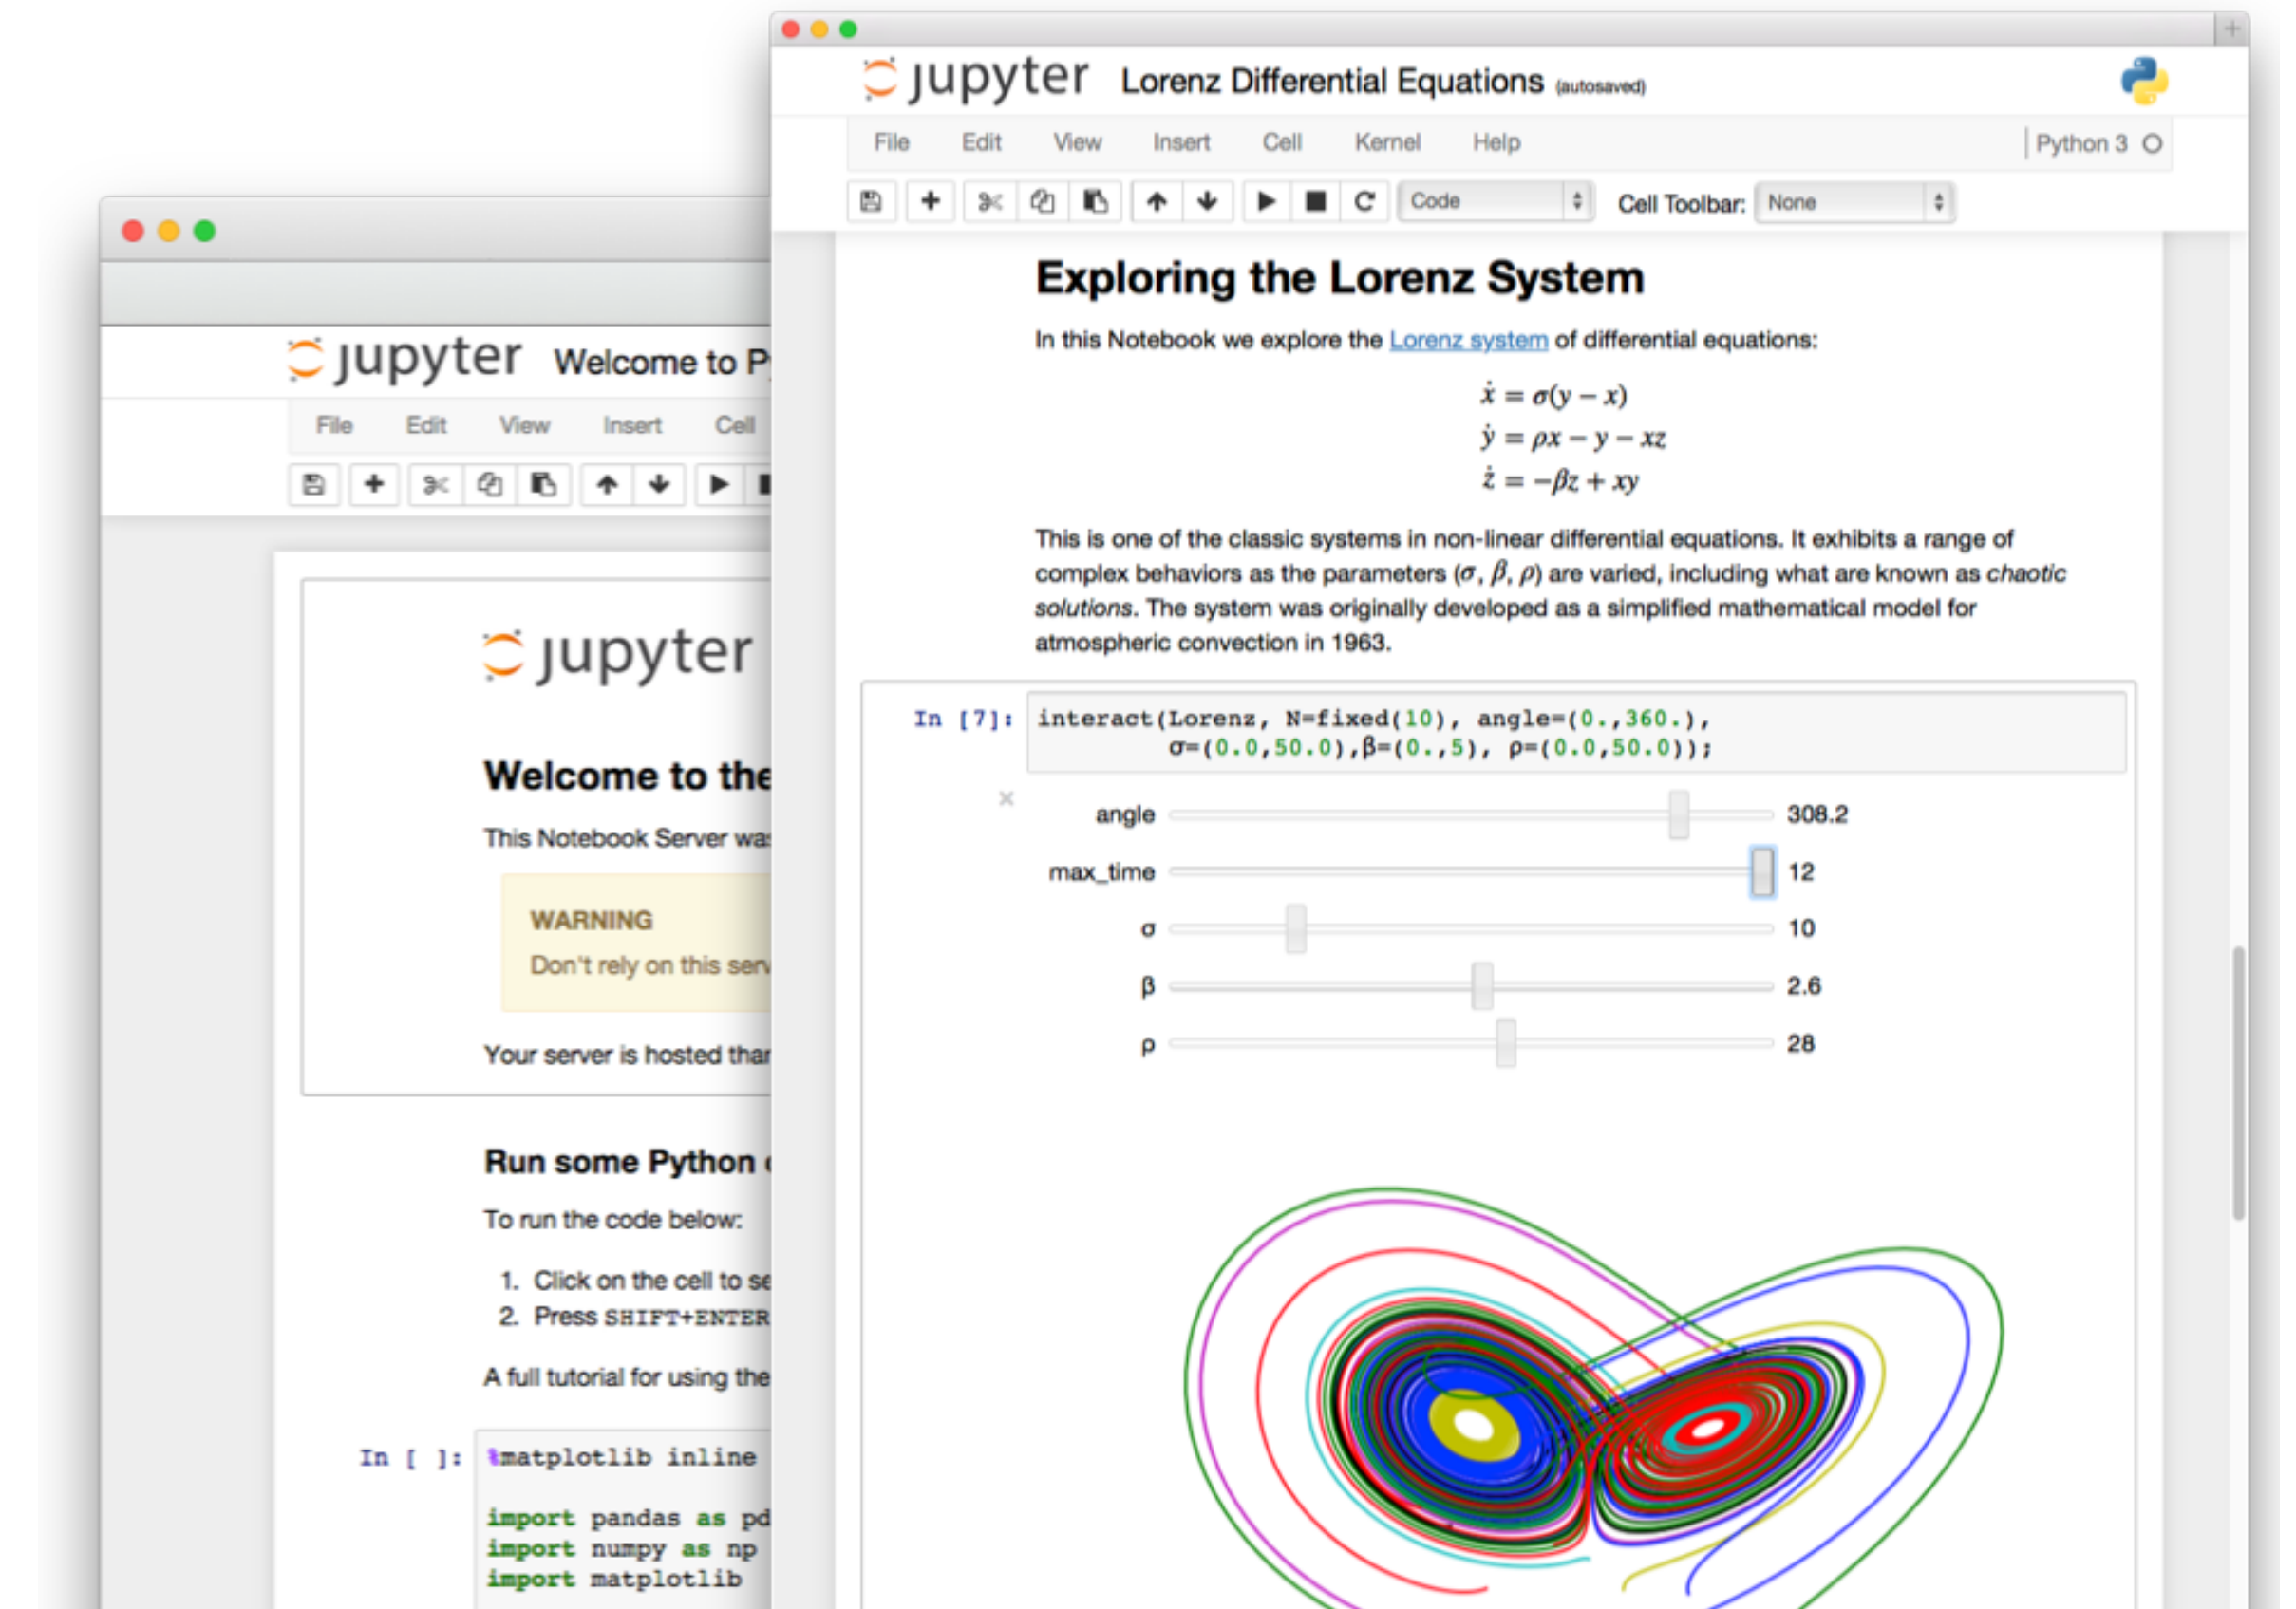 jupyter Welcome to P
File Edit View Insert Cell
jupyter
Welcome to the
This Notebook Server was
WARNING
Don't rely on this serv
Your server is hosted than
Run some Python
To run the code below:
1. Click on the cell to se
2. Press SHIFT+ENTER
A full tutorial for using the
In [ ]: %matplotlib inline
import pandas as pd
import numpy as np
import matplotlib
jupyter Lorenz Differential Equations (autosaved)
File Edit View Insert Cell Kernel Help Python 3
Code Cell Toolbar: None
Exploring the Lorenz System
In this Notebook we explore the Lorenz system of differential equations:
ẋ = σ(y − x)
ẏ = ρx − y − xz
ż = −βz + xy
This is one of the classic systems in non-linear differential equations. It exhibits a range of
complex behaviors as the parameters (σ, β, ρ) are varied, including what are known as chaotic
solutions. The system was originally developed as a simplified mathematical model for
atmospheric convection in 1963.
In [7]: interact(Lorenz, N=fixed(10), angle=(0.,360.),
σ=(0.0,50.0),β=(0.,5), ρ=(0.0,50.0));
angle 308.2
max_time 12
σ 10
β 2.6
ρ 28